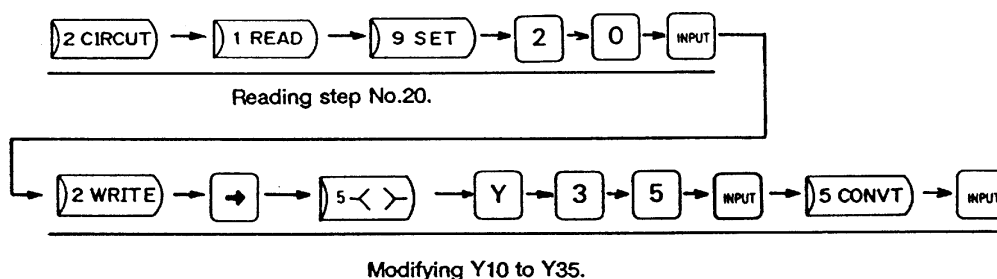 2 CIRCUT → 1 READ → 9 SET → 2 → 0 → INPUT
Reading step No.20.
2 WRITE → → → 5-< >- → Y → 3 → 5 → INPUT → 5 CONVT → INPUT
Modifying Y10 to Y35.